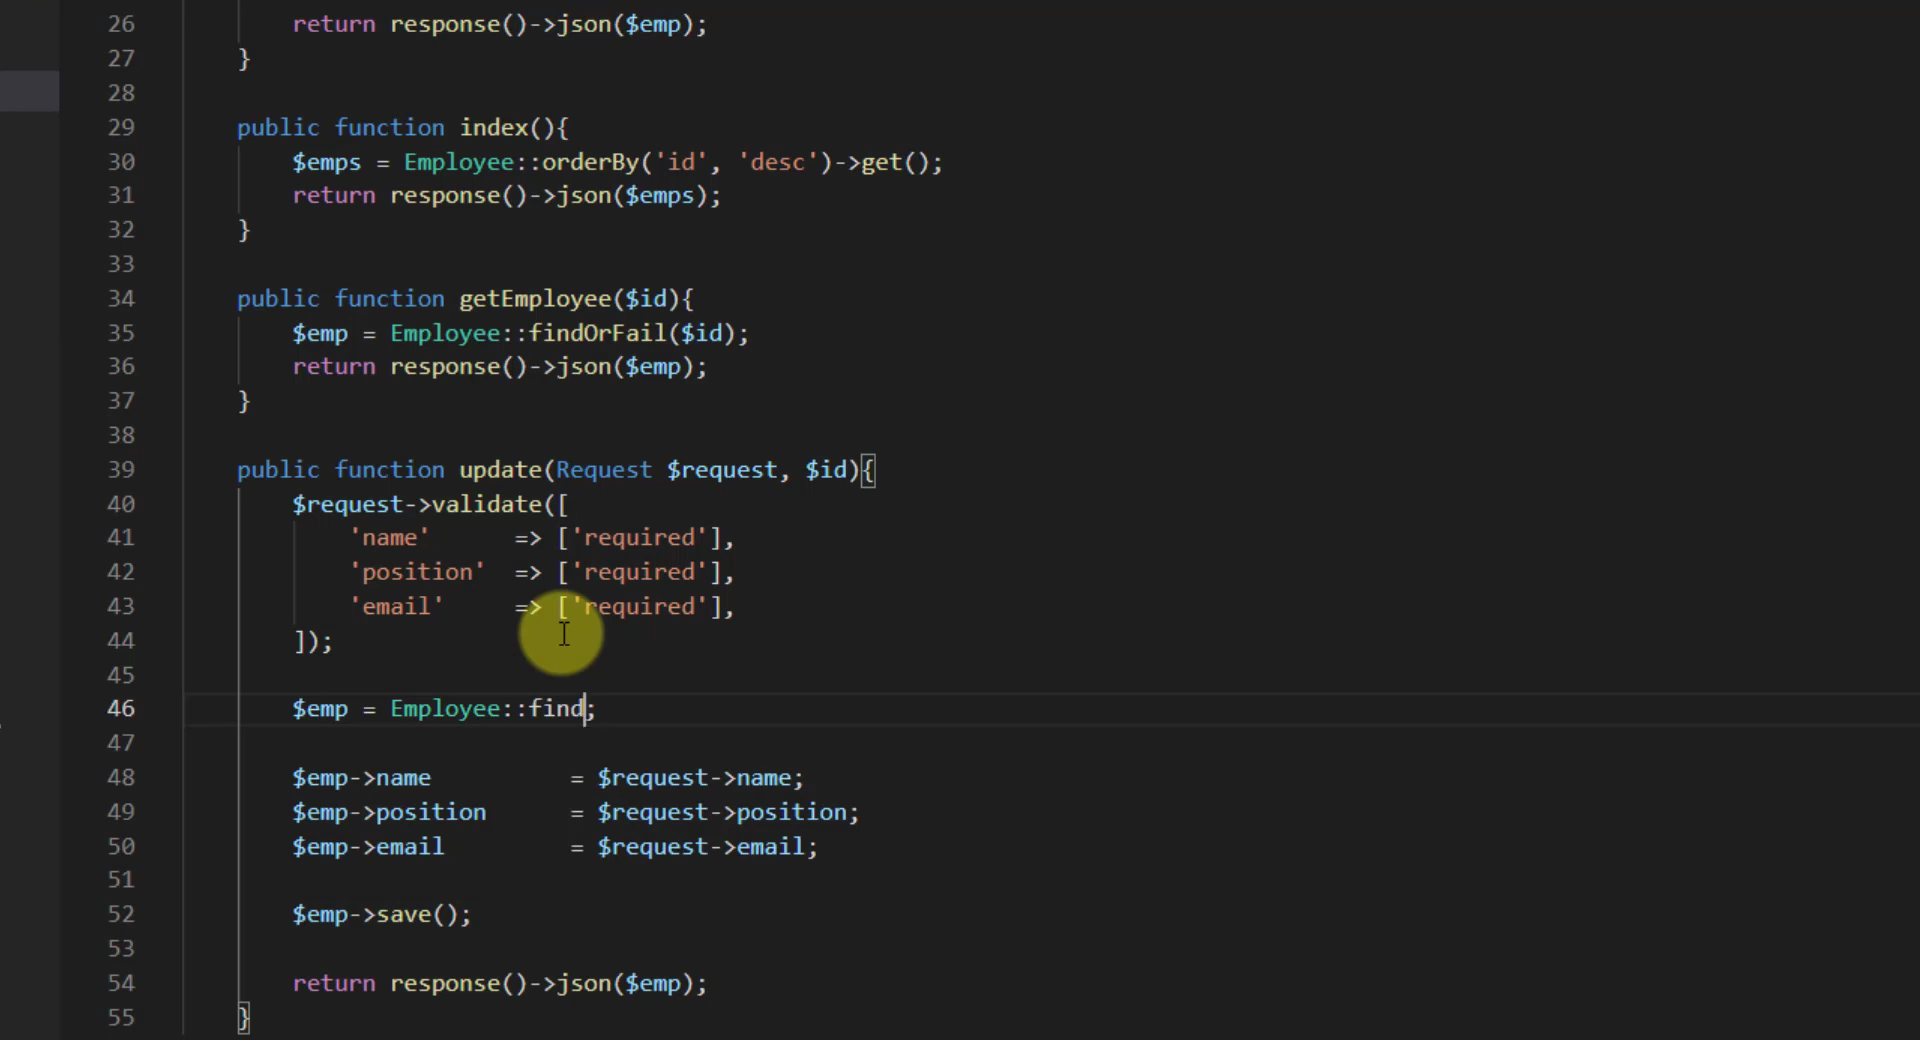 26 return response()->json($emp);
27 }
28
29 public function index(){
30 $emps = Employee::orderBy('id', 'desc')->get();
31 return response()->json($emps);
32 }
33
34 public function getEmployee($id){
35 $emp = Employee::findOrFail($id);
36 return response()->json($emp);
37 }
38
39 public function update(Request $request, $id){
40 $request->validate([
41 'name' => ['required'],
42 'position' => ['required'],
43 'email' => ['required'],
44 ]);
45
46 $emp = Employee::find;
47
48 $emp->name = $request->name;
49 $emp->position = $request->position;
50 $emp->email = $request->email;
51
52 $emp->save();
53
54 return response()->json($emp);
55 }